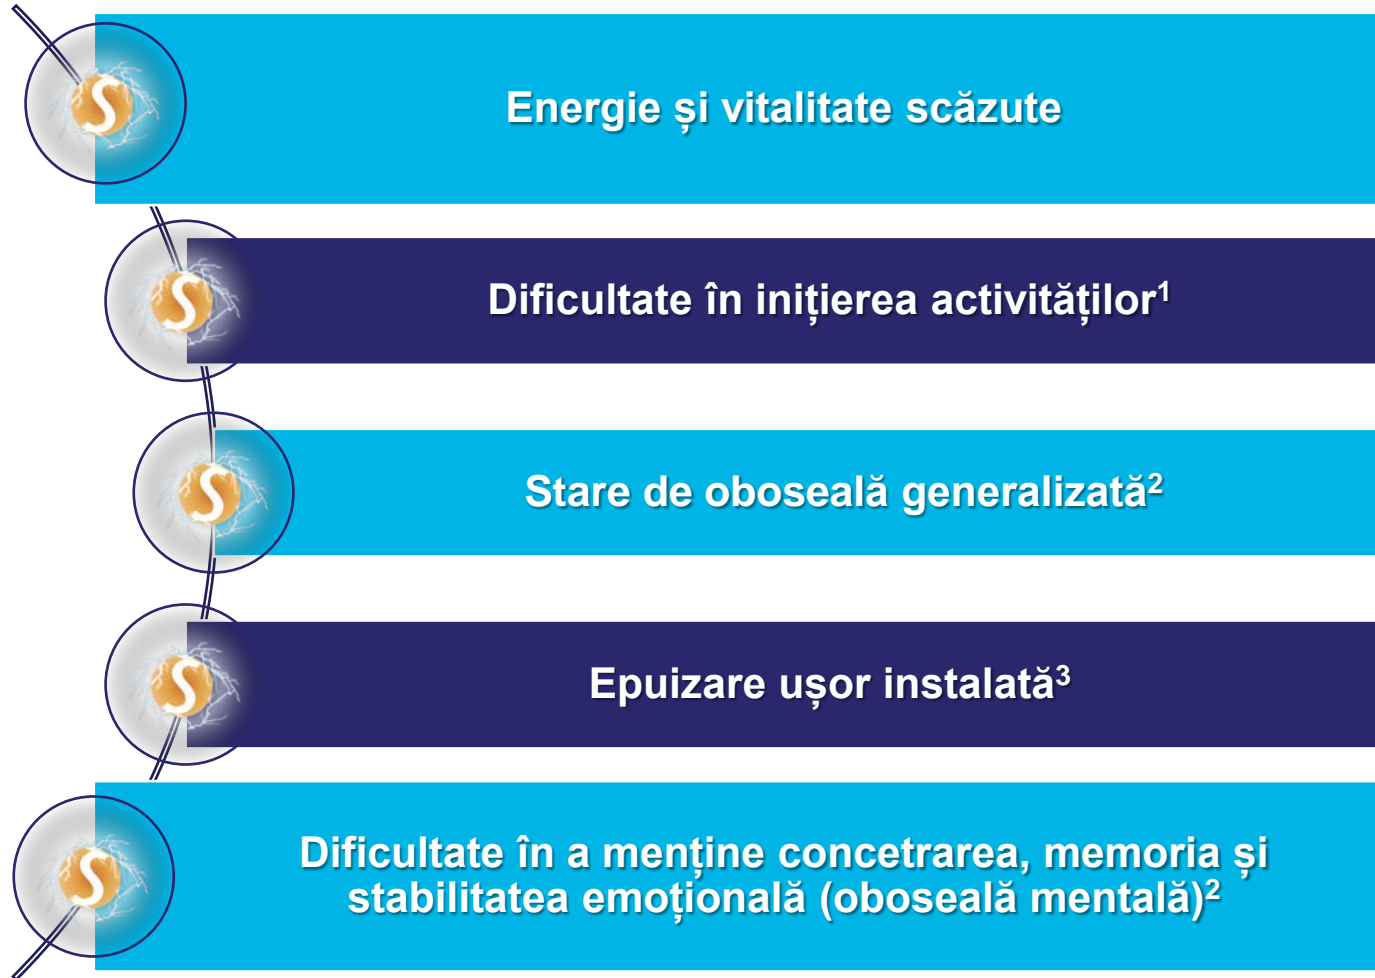 S
Energie și vitalitate scăzute
S
Dificultate în inițierea activităților¹
S
Stare de oboseală generalizată²
S
Epuizare ușor instalată³
S
Dificultate în a menține concetrarea, memoria și
stabilitatea emoțională (oboseală mentală)²